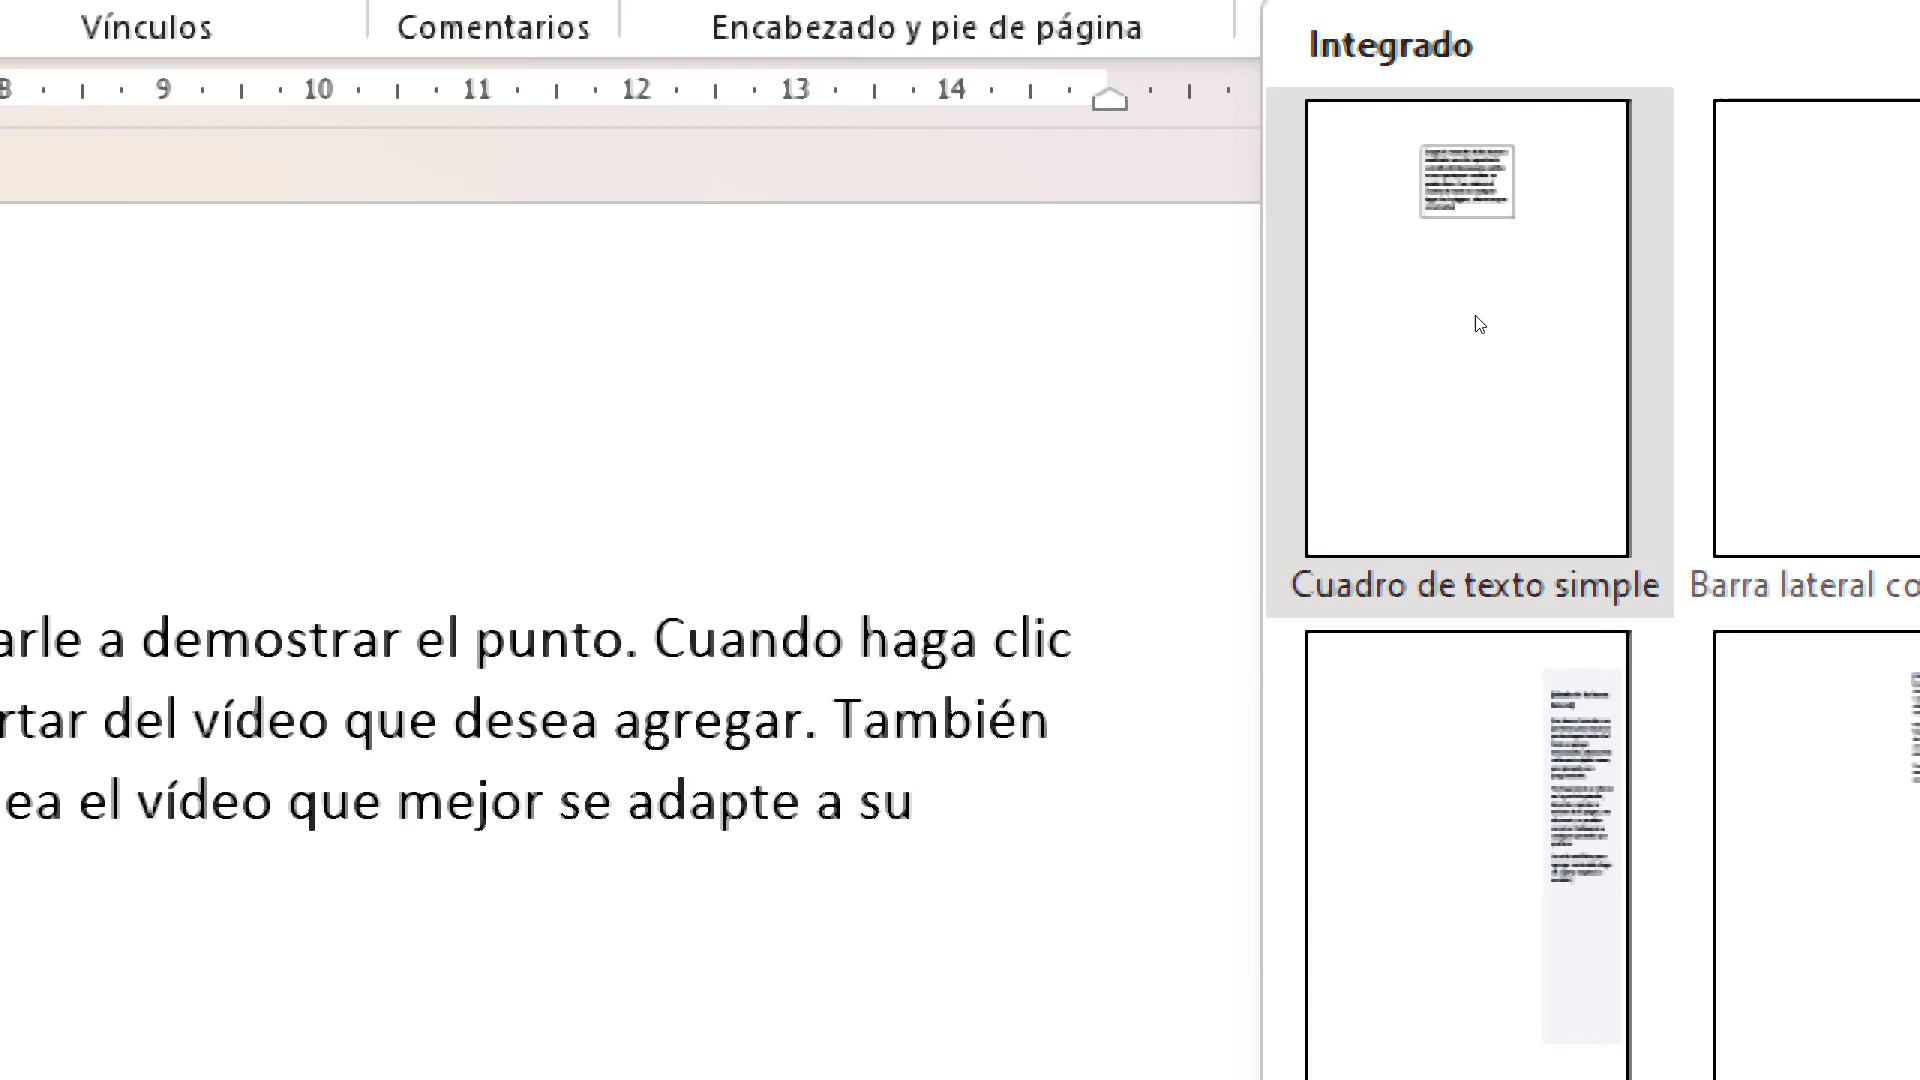 Vínculos
Comentarios
Encabezado y pie de página
Integrado
9 10 11 12 13 14
Cuadro de texto simple
Barra lateral
arle a demostrar el punto. Cuando haga clic
rtar del vídeo que desea agregar. También
ea el vídeo que mejor se adapte a su